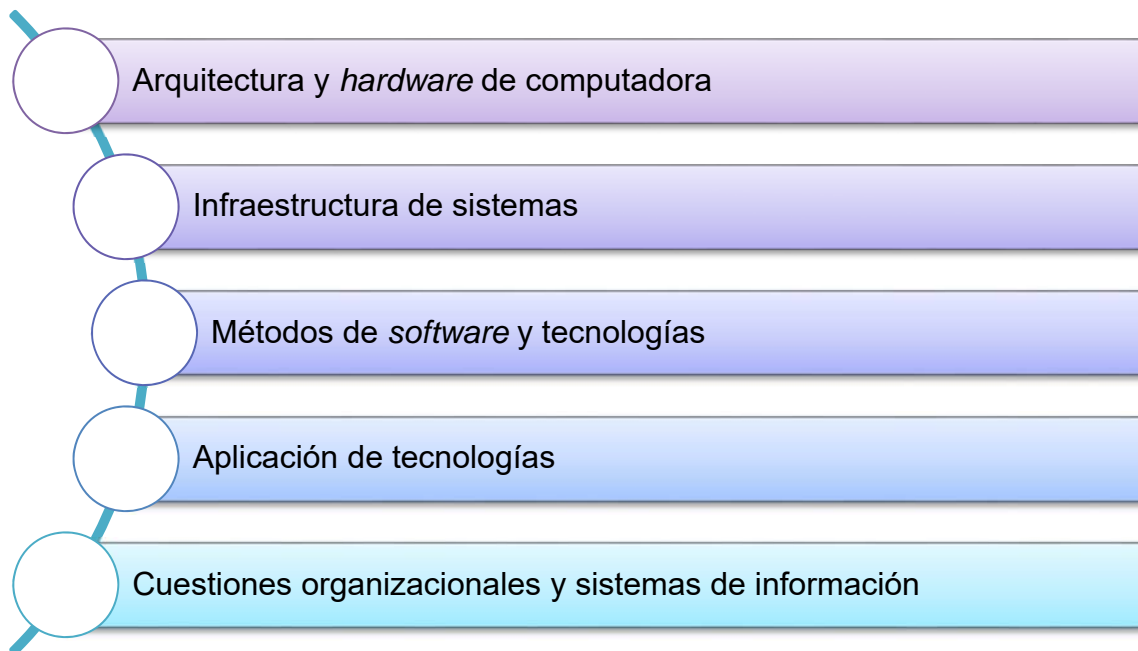 Arquitectura y hardware de computadora
Infraestructura de sistemas
Métodos de software y tecnologías
Aplicación de tecnologías
Cuestiones organizacionales y sistemas de información